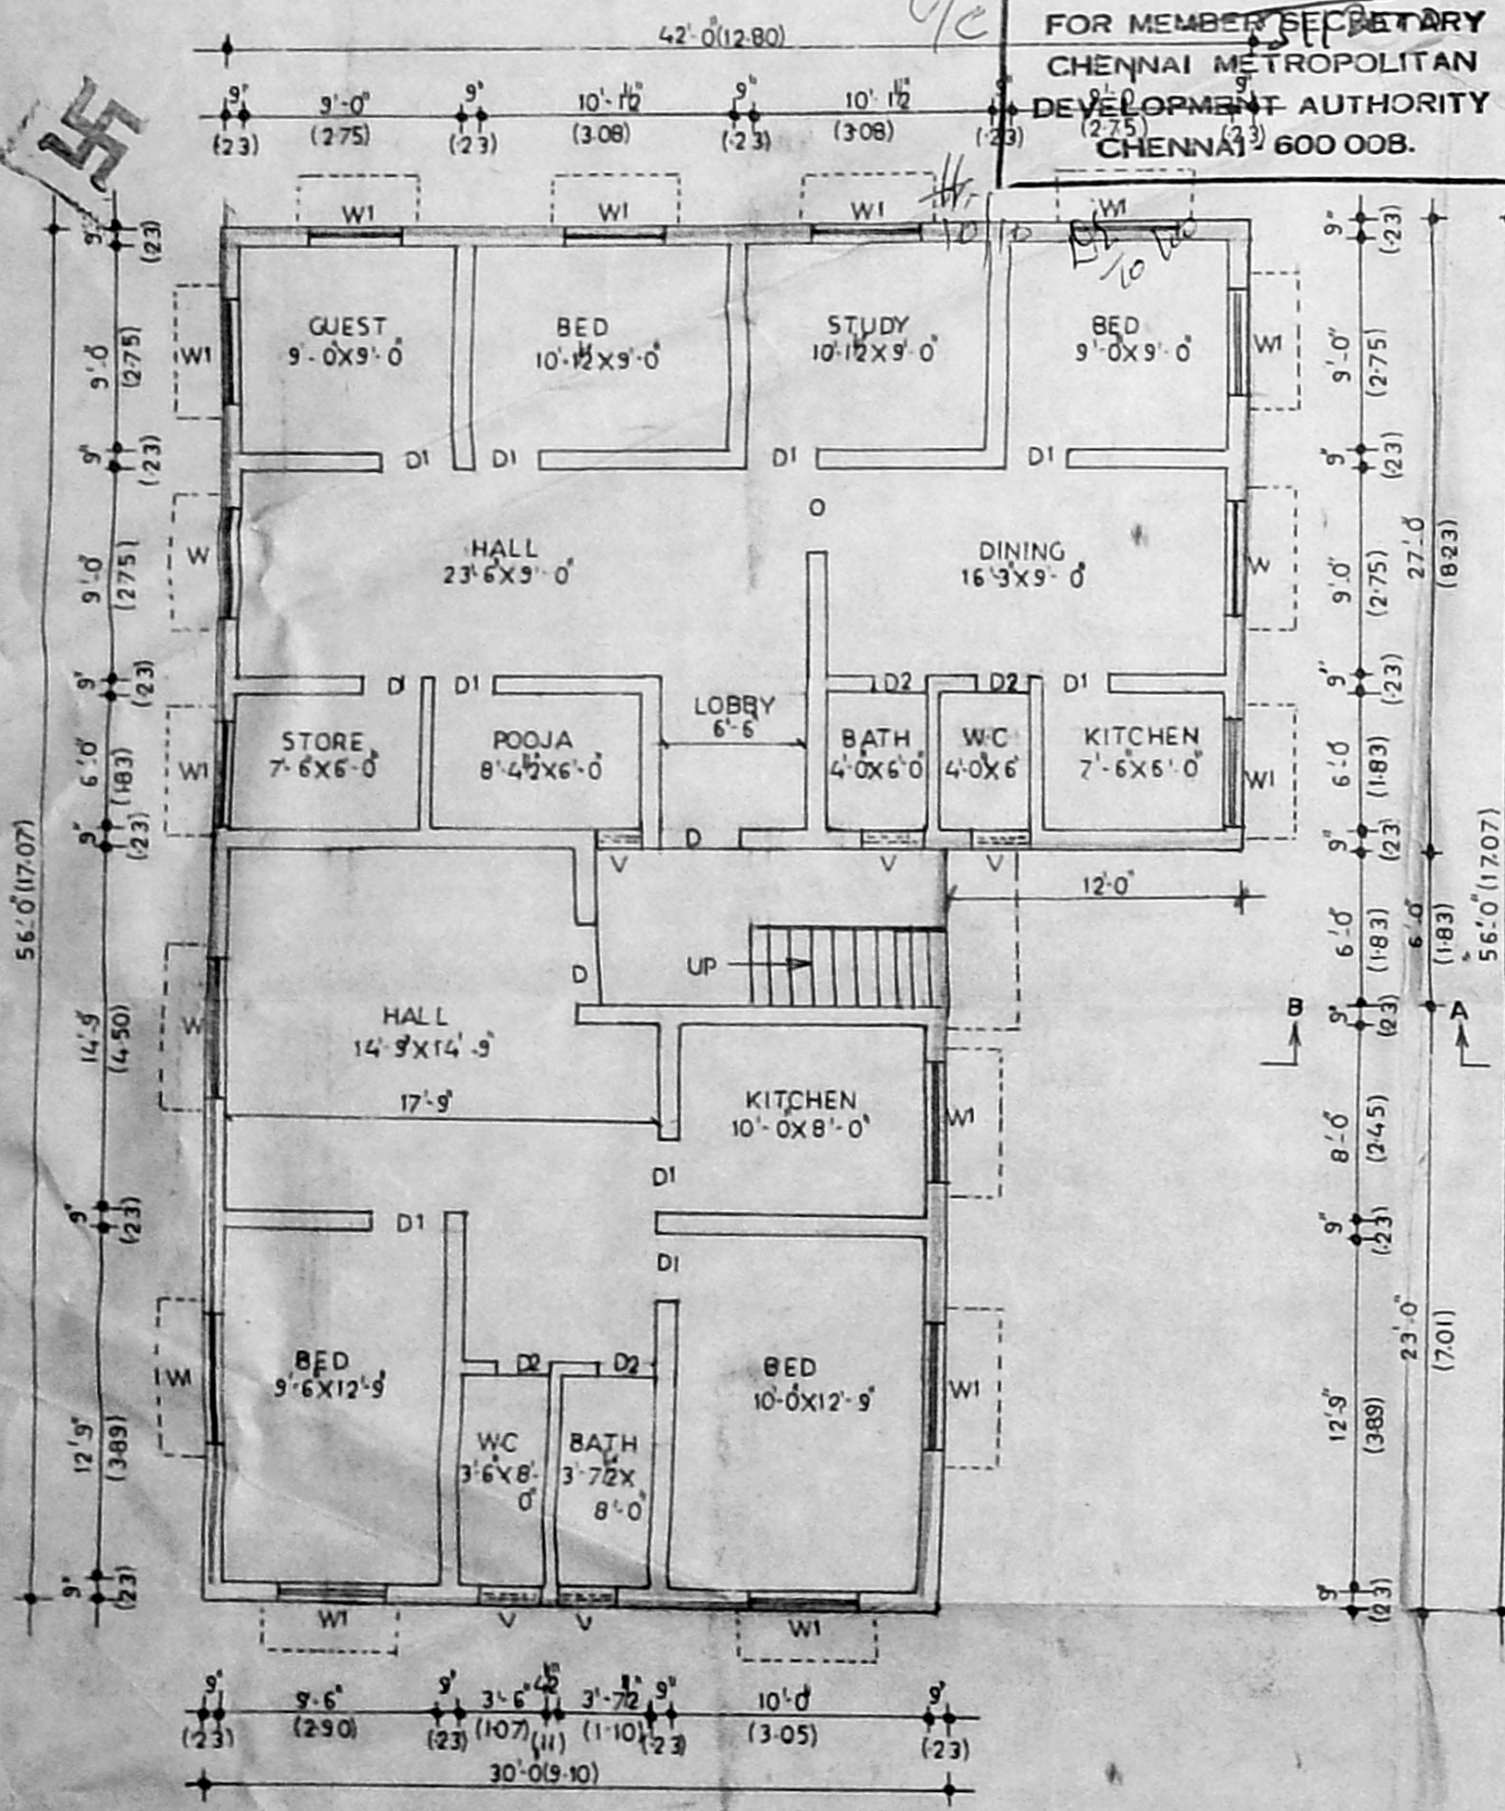 42'-0"(12·80)
FOR MEMBER SECRETARY
CHENNAI METROPOLITAN
DEVELOPMENT AUTHORITY
CHENNAI - 600 008.
9" 9'-0" 9" 10'-1½" 9" 10'-1½" 9" 9"
(·23) (2·75) (·23) (3·08) (·23) (3·08) (·23) (2·75) (·23)
W1 W1 W1 W1
9" (·23) 9" (·23)
GUEST BED STUDY BED
9'-0"X9'-0" 10'-1½"X9'-0" 10'-1½"X9'-0" 9'-0"X9'-0"
W1 W1
9'-0" (2·75) 9'-0" (2·75)
9" (·23) D1 D1 D1 D1 9" (·23)
O
HALL DINING
23'-6"X9'-0" 16'-3"X9'-0"
W W
9'-0" (2·75) 9'-0" (2·75) 27'-0" (8·23)
9" (·23) D D1 D2 D2 D1 9" (·23)
LOBBY
6'-6"
STORE POOJA BATH W·C KITCHEN
7'-6"X6'-0" 8'-4½"X6'-0" 4'-0"X6'-0" 4'-0"X6' 7'-6"X6'-0"
W1 W1
6'-0" (1·83) 6'-0" (1·83)
9" (·23) D 9" (·23)
V V V
12'-0"
56'-0"(17·07) 56'-0"(17·07)
6'-0" (1·83) 6'-0" (1·83)
UP
D
B A
9" (·23)
HALL
14'-9"X14'-9"
W
14'-9" (4·50)
17'-9"
KITCHEN
10'-0"X8'-0"
W1
8'-0" (2·45)
D1
9" (·23) D1 9" (·23)
D1
23'-0" (7·01)
BED D2 D2 BED
9'-6"X12'-9" 10'-0"X12'-9"
W1 W1
12'-9" (3·89) 12'-9" (3·89)
W·C BATH
3'-6"X8'- 3'-7½"X
0" 8'-0"
9" (·23) 9" (·23)
W1 V V W1
9" 9'-6" 9" 3'-6" 4½" 3'-7½" 9" 10'-0" 9"
(·23) (2·90) (·23) (1·07) (·11) (1·10) (·23) (3·05) (·23)
30'-0"(9·10)